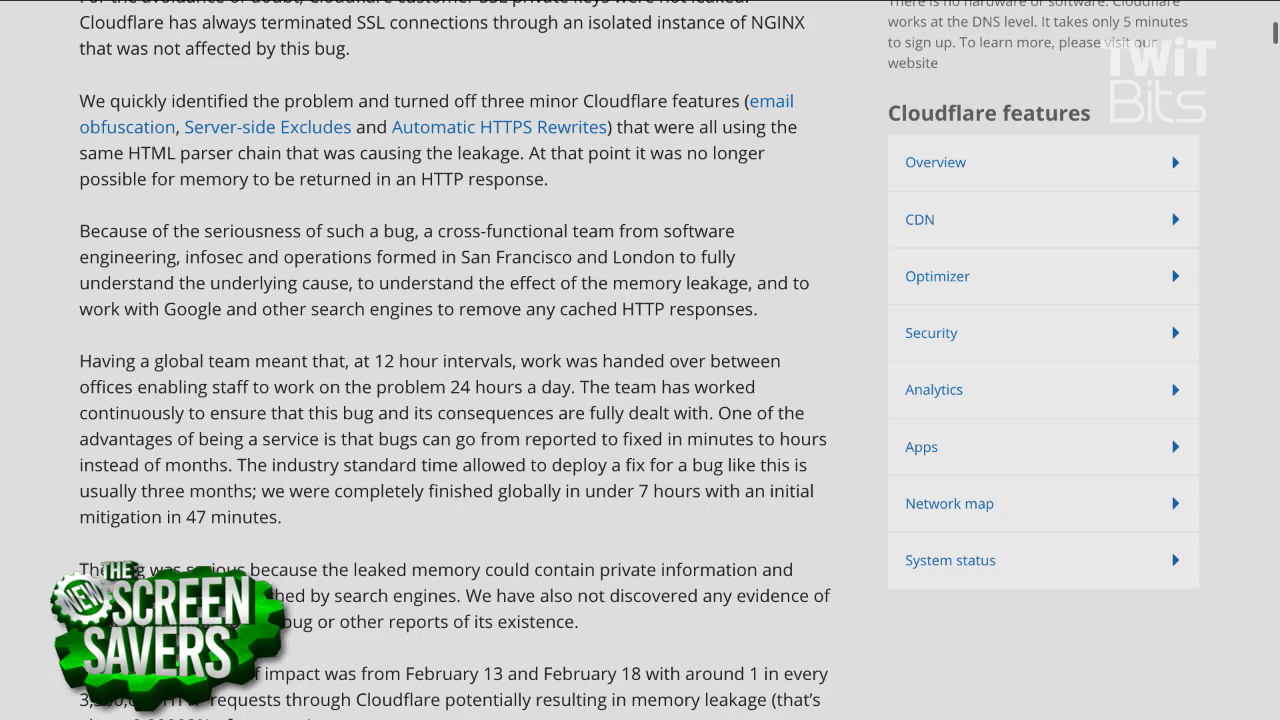 Cloudflare has always terminated SSL connections through an isolated instance of NGINX
that was not affected by this bug.
We quickly identified the problem and turned off three minor Cloudflare features (email
obfuscation, Server-side Excludes and Automatic HTTPS Rewrites) that were all using the
same HTML parser chain that was causing the leakage. At that point it was no longer
possible for memory to be returned in an HTTP response.
Because of the seriousness of such a bug, a cross-functional team from software
engineering, infosec and operations formed in San Francisco and London to fully
understand the underlying cause, to understand the effect of the memory leakage, and to
work with Google and other search engines to remove any cached HTTP responses.
Having a global team meant that, at 12 hour intervals, work was handed over between
offices enabling staff to work on the problem 24 hours a day. The team has worked
continuously to ensure that this bug and its consequences are fully dealt with. One of the
advantages of being a service is that bugs can go from reported to fixed in minutes to hours
instead of months. The industry standard time allowed to deploy a fix for a bug like this is
usually three months; we were completely finished globally in under 7 hours with an initial
mitigation in 47 minutes.
because the leaked memory could contain private information and
by search engines. We have also not discovered any evidence of
bug or other reports of its existence.
impact was from February 13 and February 18 with around 1 in every
requests through Cloudflare potentially resulting in memory leakage (that's
There is no hardware or software. Cloudflare
works at the DNS level. It takes only 5 minutes
to sign up. To learn more, please visit our
website
Cloudflare features
Overview
CDN
Optimizer
Security
Analytics
Apps
Network map
System status
TWiT
Bits
THE
NEW
SCREEN
SAVERS